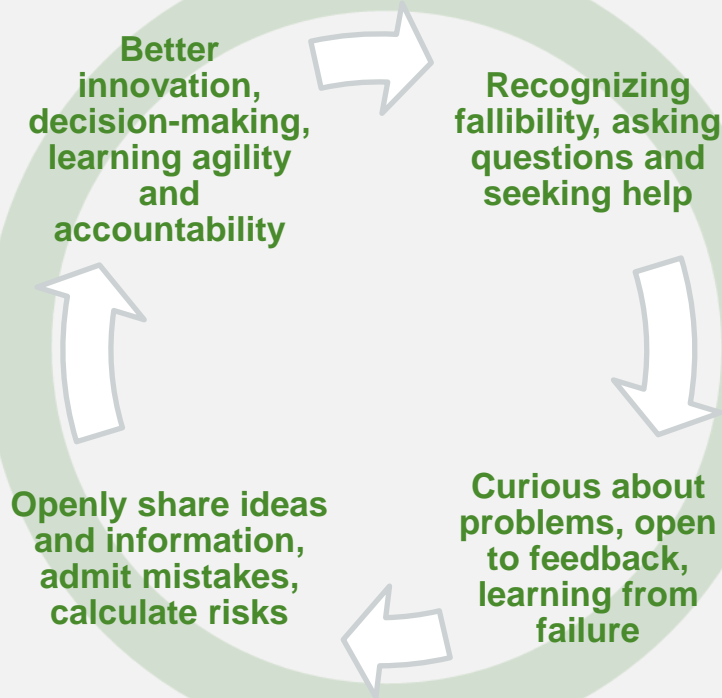 Better
innovation,
decision-making,
learning agility
and
accountability
Recognizing
fallibility, asking
questions and
seeking help
Curious about
problems, open
to feedback,
learning from
failure
Openly share ideas
and information,
admit mistakes,
calculate risks